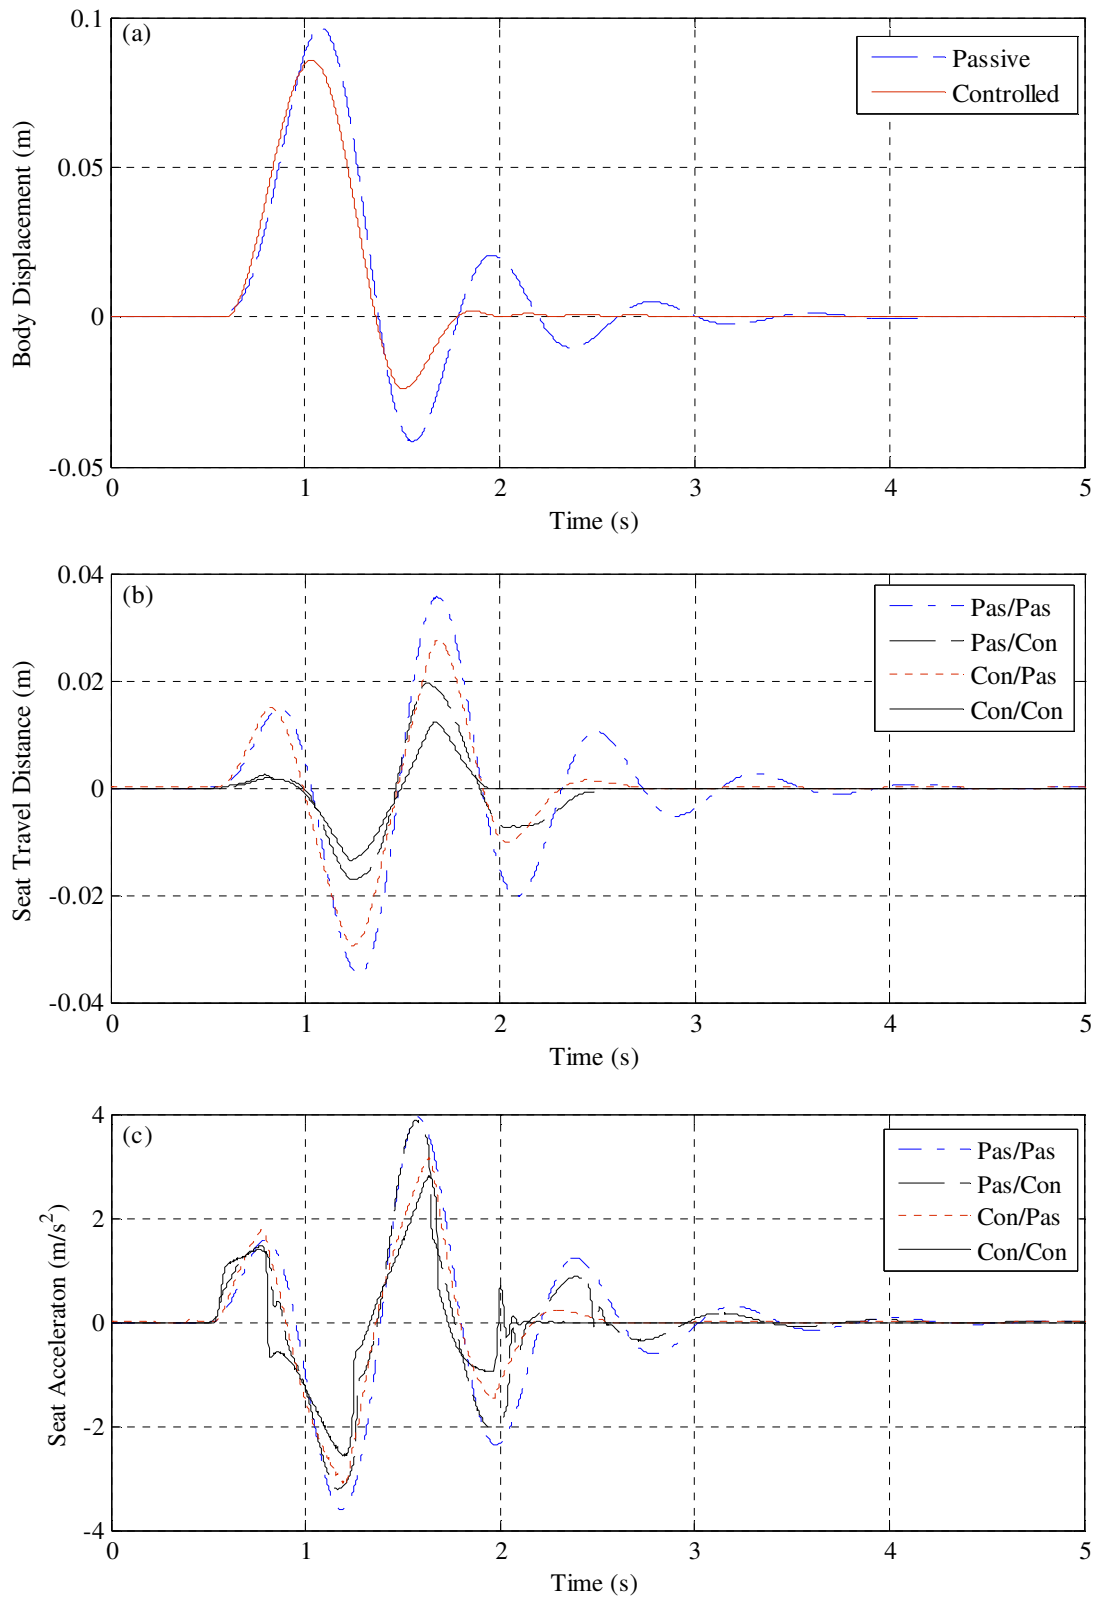 0.1
(a)
Passive
Controlled
0.05
0
-0.05
Body Displacement (m)
0 1 2 3 4 5
Time (s)
0.04
(b)
Pas/Pas
Pas/Con
Con/Pas
Con/Con
0.02
0
-0.02
-0.04
Seat Travel Distance (m)
0 1 2 3 4 5
Time (s)
4
(c)
Pas/Pas
Pas/Con
Con/Pas
Con/Con
2
0
-2
-4
Seat Acceleraton (m/s²)
0 1 2 3 4 5
Time (s)